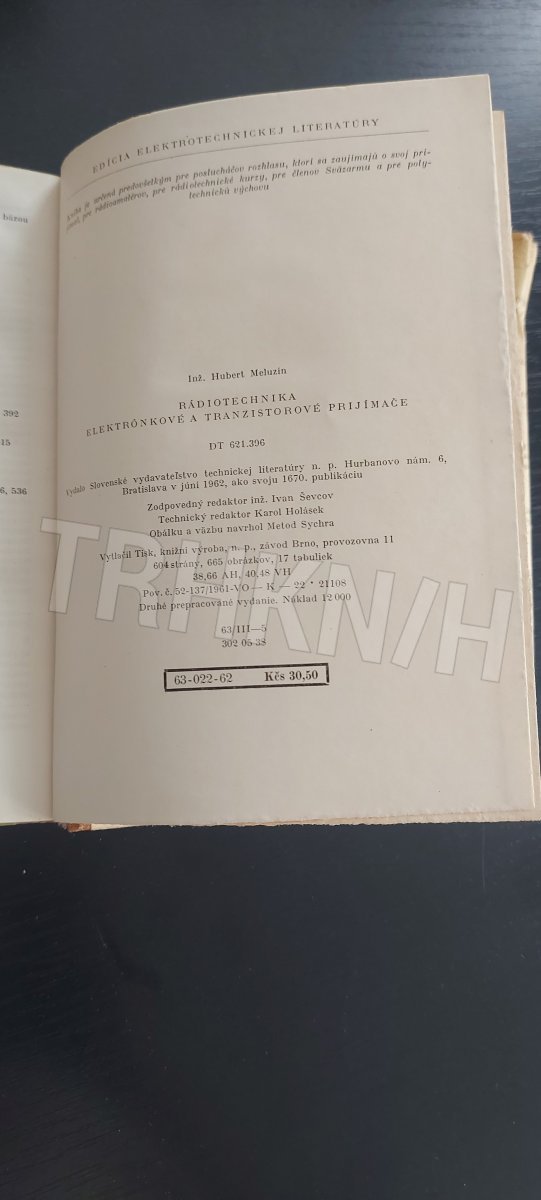 EDÍCIA ELEKTROTECHNICKEJ LITERATÚRY
Kniha je určená predovšetkým pre poslucháčov rozhlasu, ktorí sa zaujímajú o svoj pri-
jímač, pre rádioamatérov, pre rádiotechnické kurzy, pre členov Sväzarmu a pre poly-
technickú výchovu
bázou
392
15
6, 536
Inž. Hubert Meluzin
RÁDIOTECHNIKA
ELEKTRÓNKOVÉ A TRANZISTOROVÉ PRIJÍMAČE
DT 621.396
Vydalo Slovenské vydavateľstvo technickej literatúry n. p. Hurbanovo nám. 6,
Bratislava v júni 1962, ako svoju 1670. publikáciu
Zodpovedný redaktor inž. Ivan Ševcov
Technický redaktor Karol Holásek
Obálku a väzbu navrhol Metod Sychra
Vytlačil Tisk, knižní výroba, n. p., závod Brno, provozovna 11
604 strány, 665 obrázkov, 17 tabuliek
38,66 AH, 40,48 VH
Pov. č. 52-137/1961-VO — K — 22 * 21108
Druhé prepracované vydanie. Náklad 12 000
63/III—5
302 05 38
63-022-62 Kčs 30,50
TRHKNIH